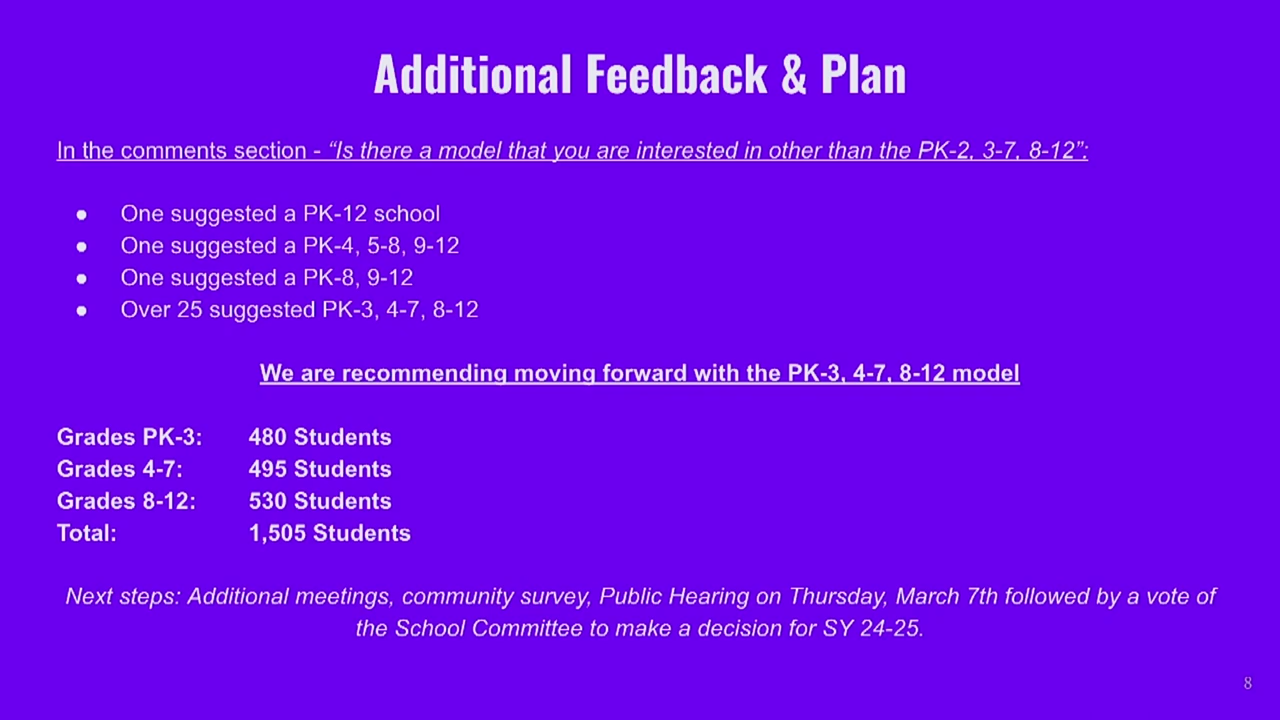 Additional Feedback & Plan
In the comments section - “Is there a model that you are interested in other than the PK-2, 3-7, 8-12”:
● One suggested a PK-12 school
● One suggested a PK-4, 5-8, 9-12
● One suggested a PK-8, 9-12
● Over 25 suggested PK-3, 4-7, 8-12
We are recommending moving forward with the PK-3, 4-7, 8-12 model
Grades PK-3: 480 Students
Grades 4-7: 495 Students
Grades 8-12: 530 Students
Total: 1,505 Students
Next steps: Additional meetings, community survey, Public Hearing on Thursday, March 7th followed by a vote of
the School Committee to make a decision for SY 24-25.
8